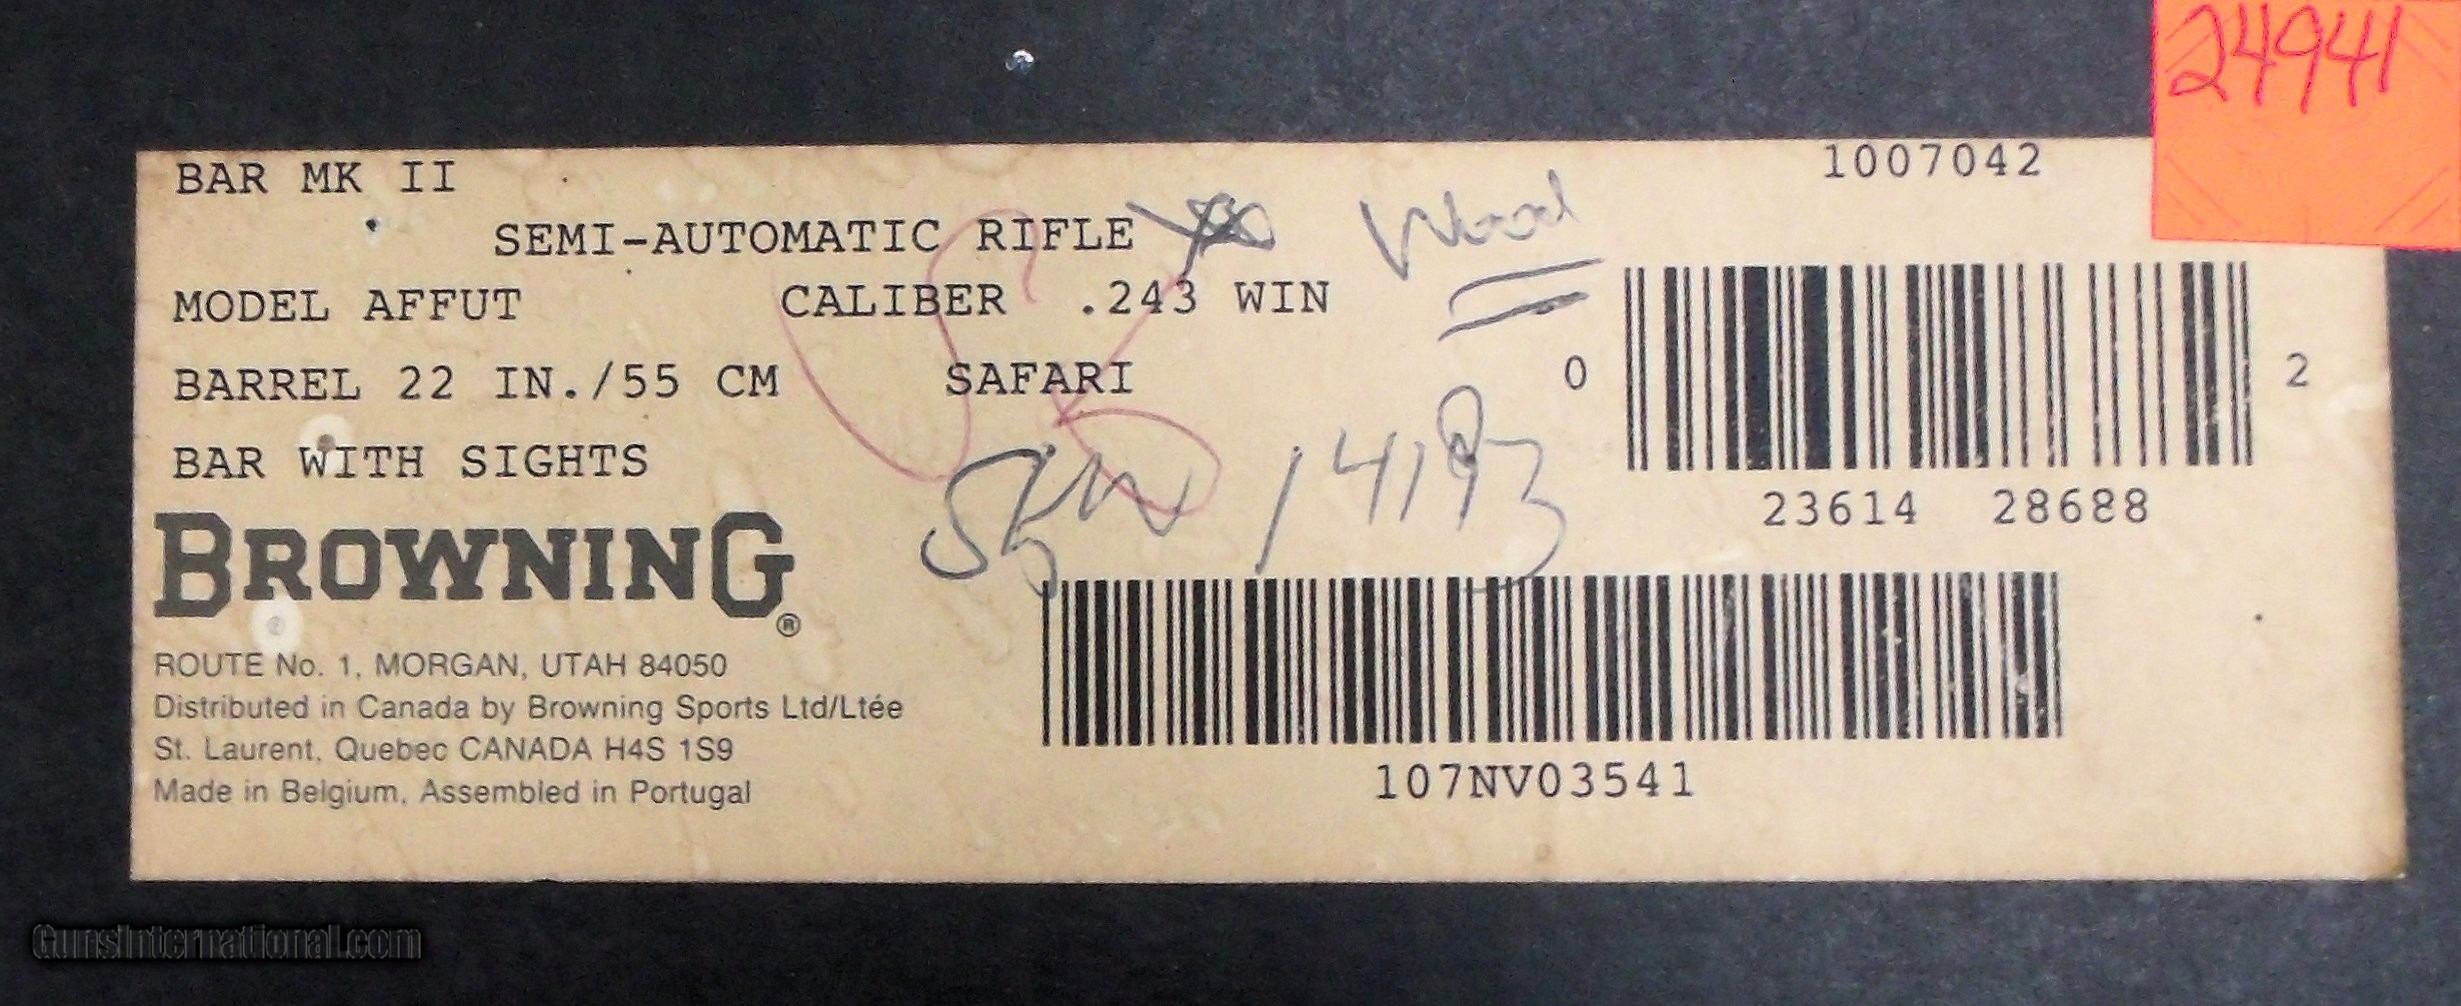 24941
BAR MK II
1007042
SEMI-AUTOMATIC RIFLE
Wood
MODEL AFFUT CALIBER .243 WIN
BARREL 22 IN./55 CM SAFARI
0 2
BAR WITH SIGHTS
14193
23614 28688
BROWNING®
ROUTE No. 1, MORGAN, UTAH 84050
Distributed in Canada by Browning Sports Ltd/Ltée
St. Laurent, Quebec CANADA H4S 1S9
Made in Belgium, Assembled in Portugal
107NV03541
GunsInternational.com